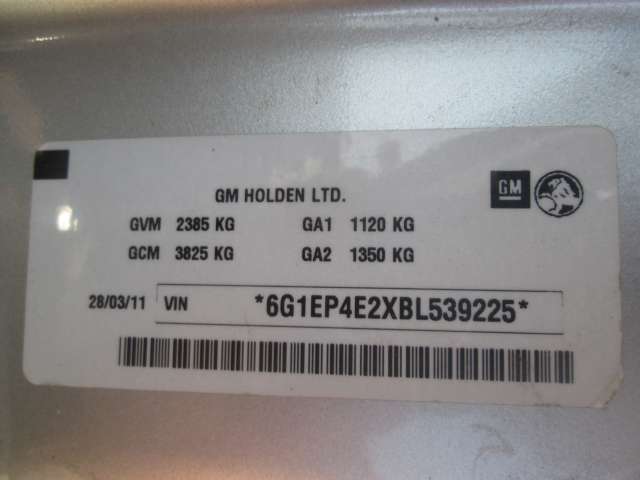 GM HOLDEN LTD.
GM
GVM 2385 KG GA1 1120 KG
GCM 3825 KG GA2 1350 KG
28/03/11 VIN *6G1EP4E2XBL539225*